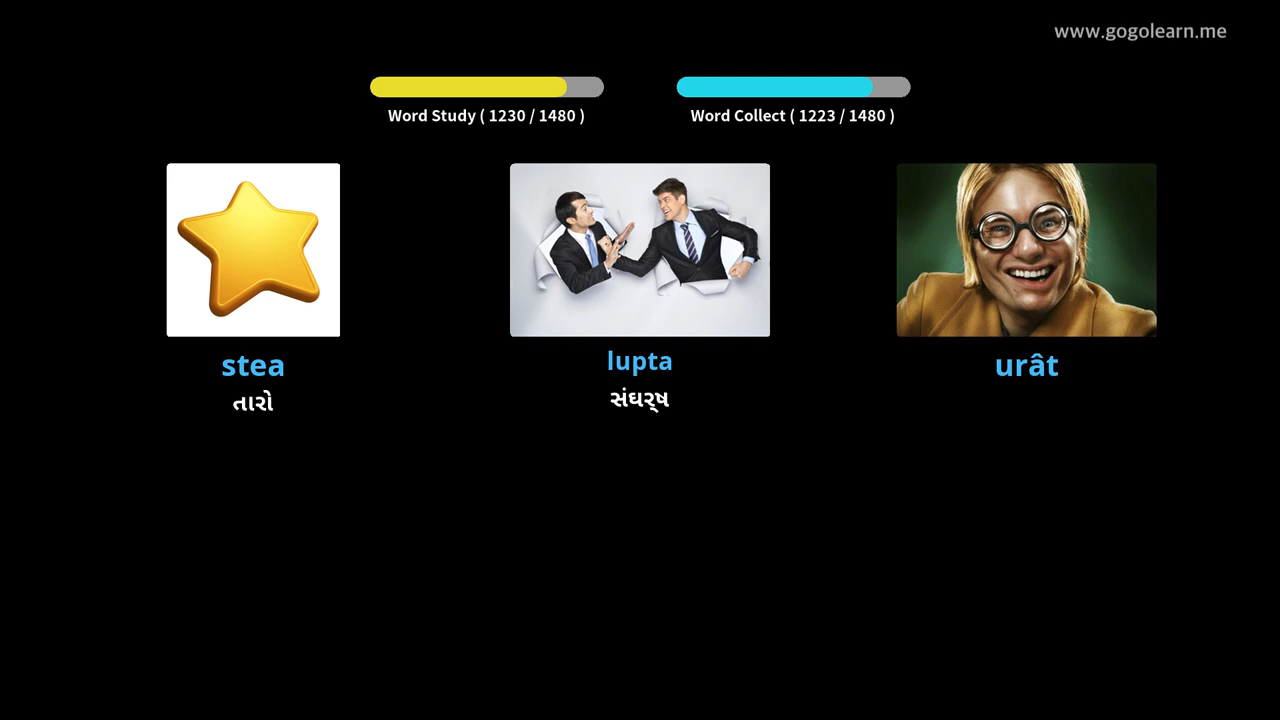 www.gogolearn.me
Word Study ( 1230 / 1480 )
Word Collect ( 1223 / 1480 )
stea
lupta
urât
તારો
સંઘર્ષ